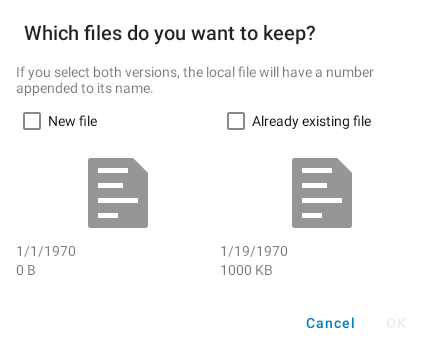 Which files do you want to keep?
If you select both versions, the local file will have a number
appended to its name.
New file
Already existing file
1/1/1970
0 B
1/19/1970
1000 KB
Cancel
OK